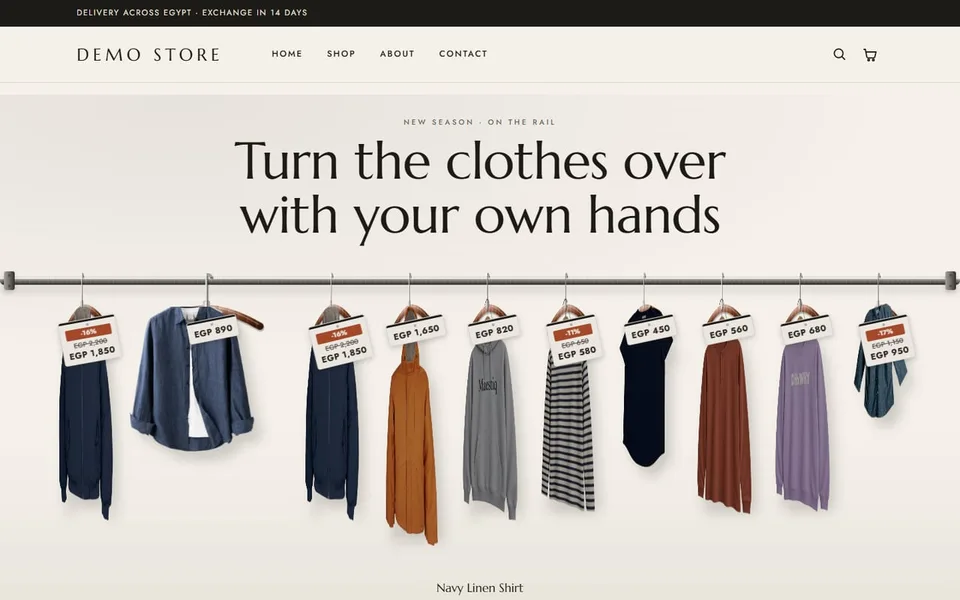 DELIVERY ACROSS EGYPT · EXCHANGE IN 14 DAYS
DEMO STORE
HOME
SHOP
ABOUT
CONTACT
NEW SEASON · ON THE RAIL
Turn the clothes over
with your own hands
-16%
EGP 2,200
EGP 1,850
EGP 890
-16%
EGP 2,200
EGP 1,850
EGP 1,650
EGP 820
-11%
EGP 650
EGP 580
EGP 450
EGP 560
EGP 680
-17%
EGP 1,150
EGP 950
Navy Linen Shirt